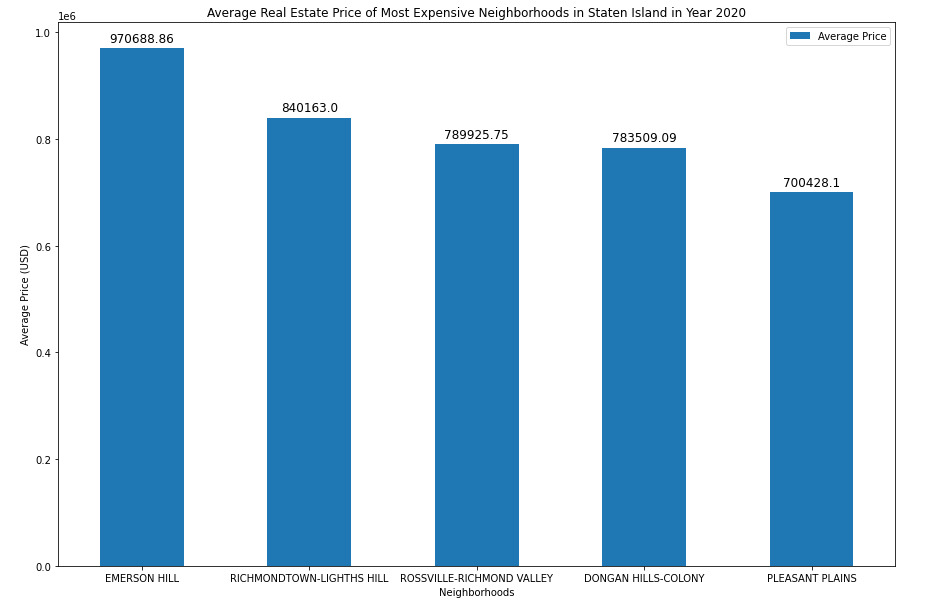 Average Real Estate Price of Most Expensive Neighborhoods in Staten Island in Year 2020
1e6
Average Price
970688.86
840163.0
789925.75
783509.09
700428.1
1.0
0.8
0.6
0.4
0.2
0.0
Average Price (USD)
EMERSON HILL
RICHMONDTOWN-LIGHTHS HILL
ROSSVILLE-RICHMOND VALLEY
DONGAN HILLS-COLONY
PLEASANT PLAINS
Neighborhoods